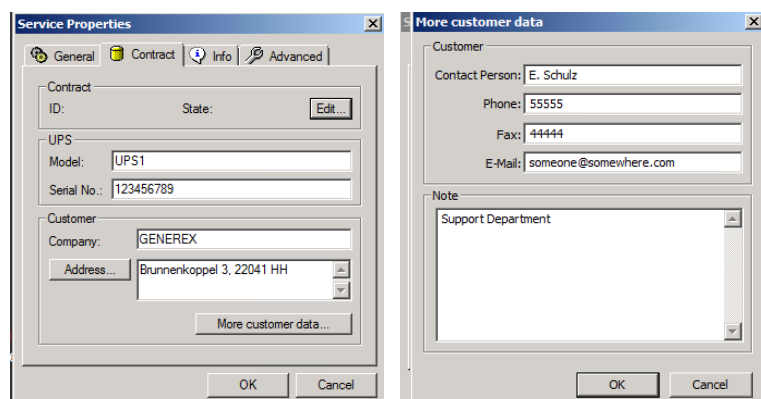 Service Properties
General
Contract
Info
Advanced
Contract
ID:
State:
Edit...
UPS
Model: UPS1
Serial No.: 123456789
Customer
Company: GENEREX
Address... Brunnenkoppel 3, 22041 HH
More customer data...
OK
Cancel
More customer data
Customer
Contact Person: E. Schulz
Phone: 55555
Fax: 44444
E-Mail: someone@somewhere.com
Note
Support Department
OK
Cancel